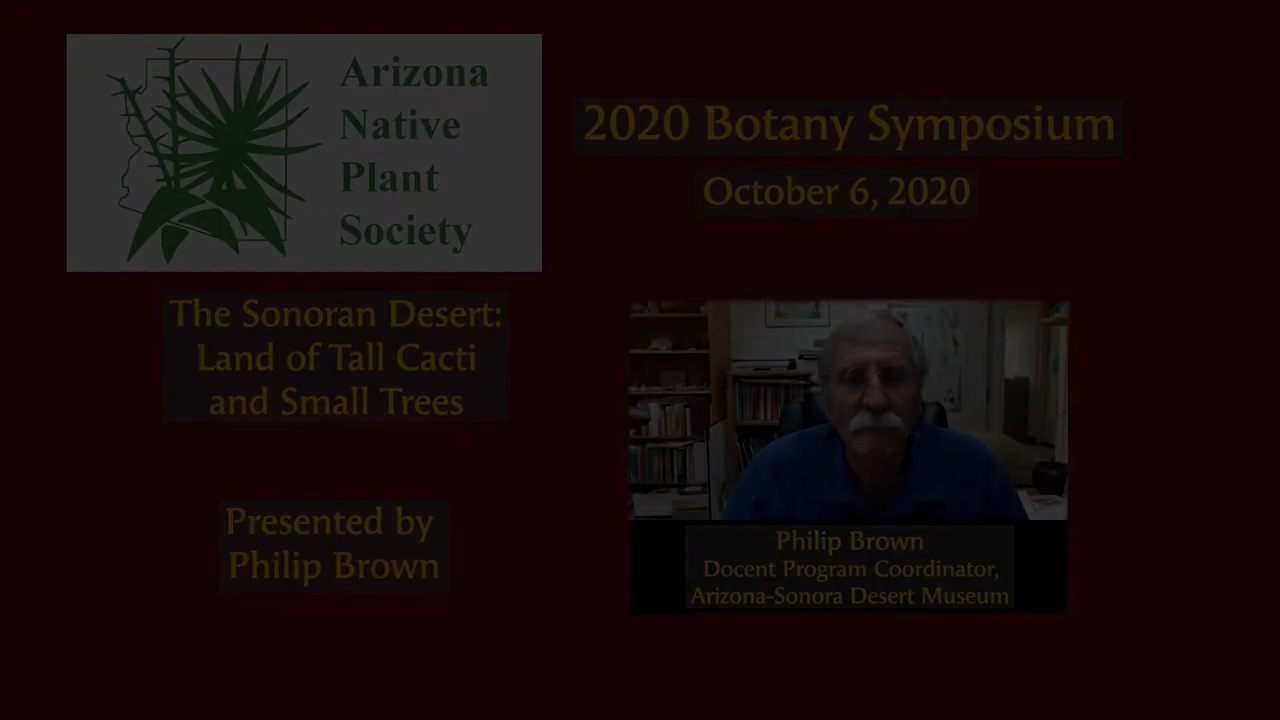 Arizona
Native
Plant
Society
2020 Botany Symposium
October 6, 2020
The Sonoran Desert:
Land of Tall Cacti
and Small Trees
Presented by
Philip Brown
Philip Brown
Docent Program Coordinator,
Arizona-Sonora Desert Museum